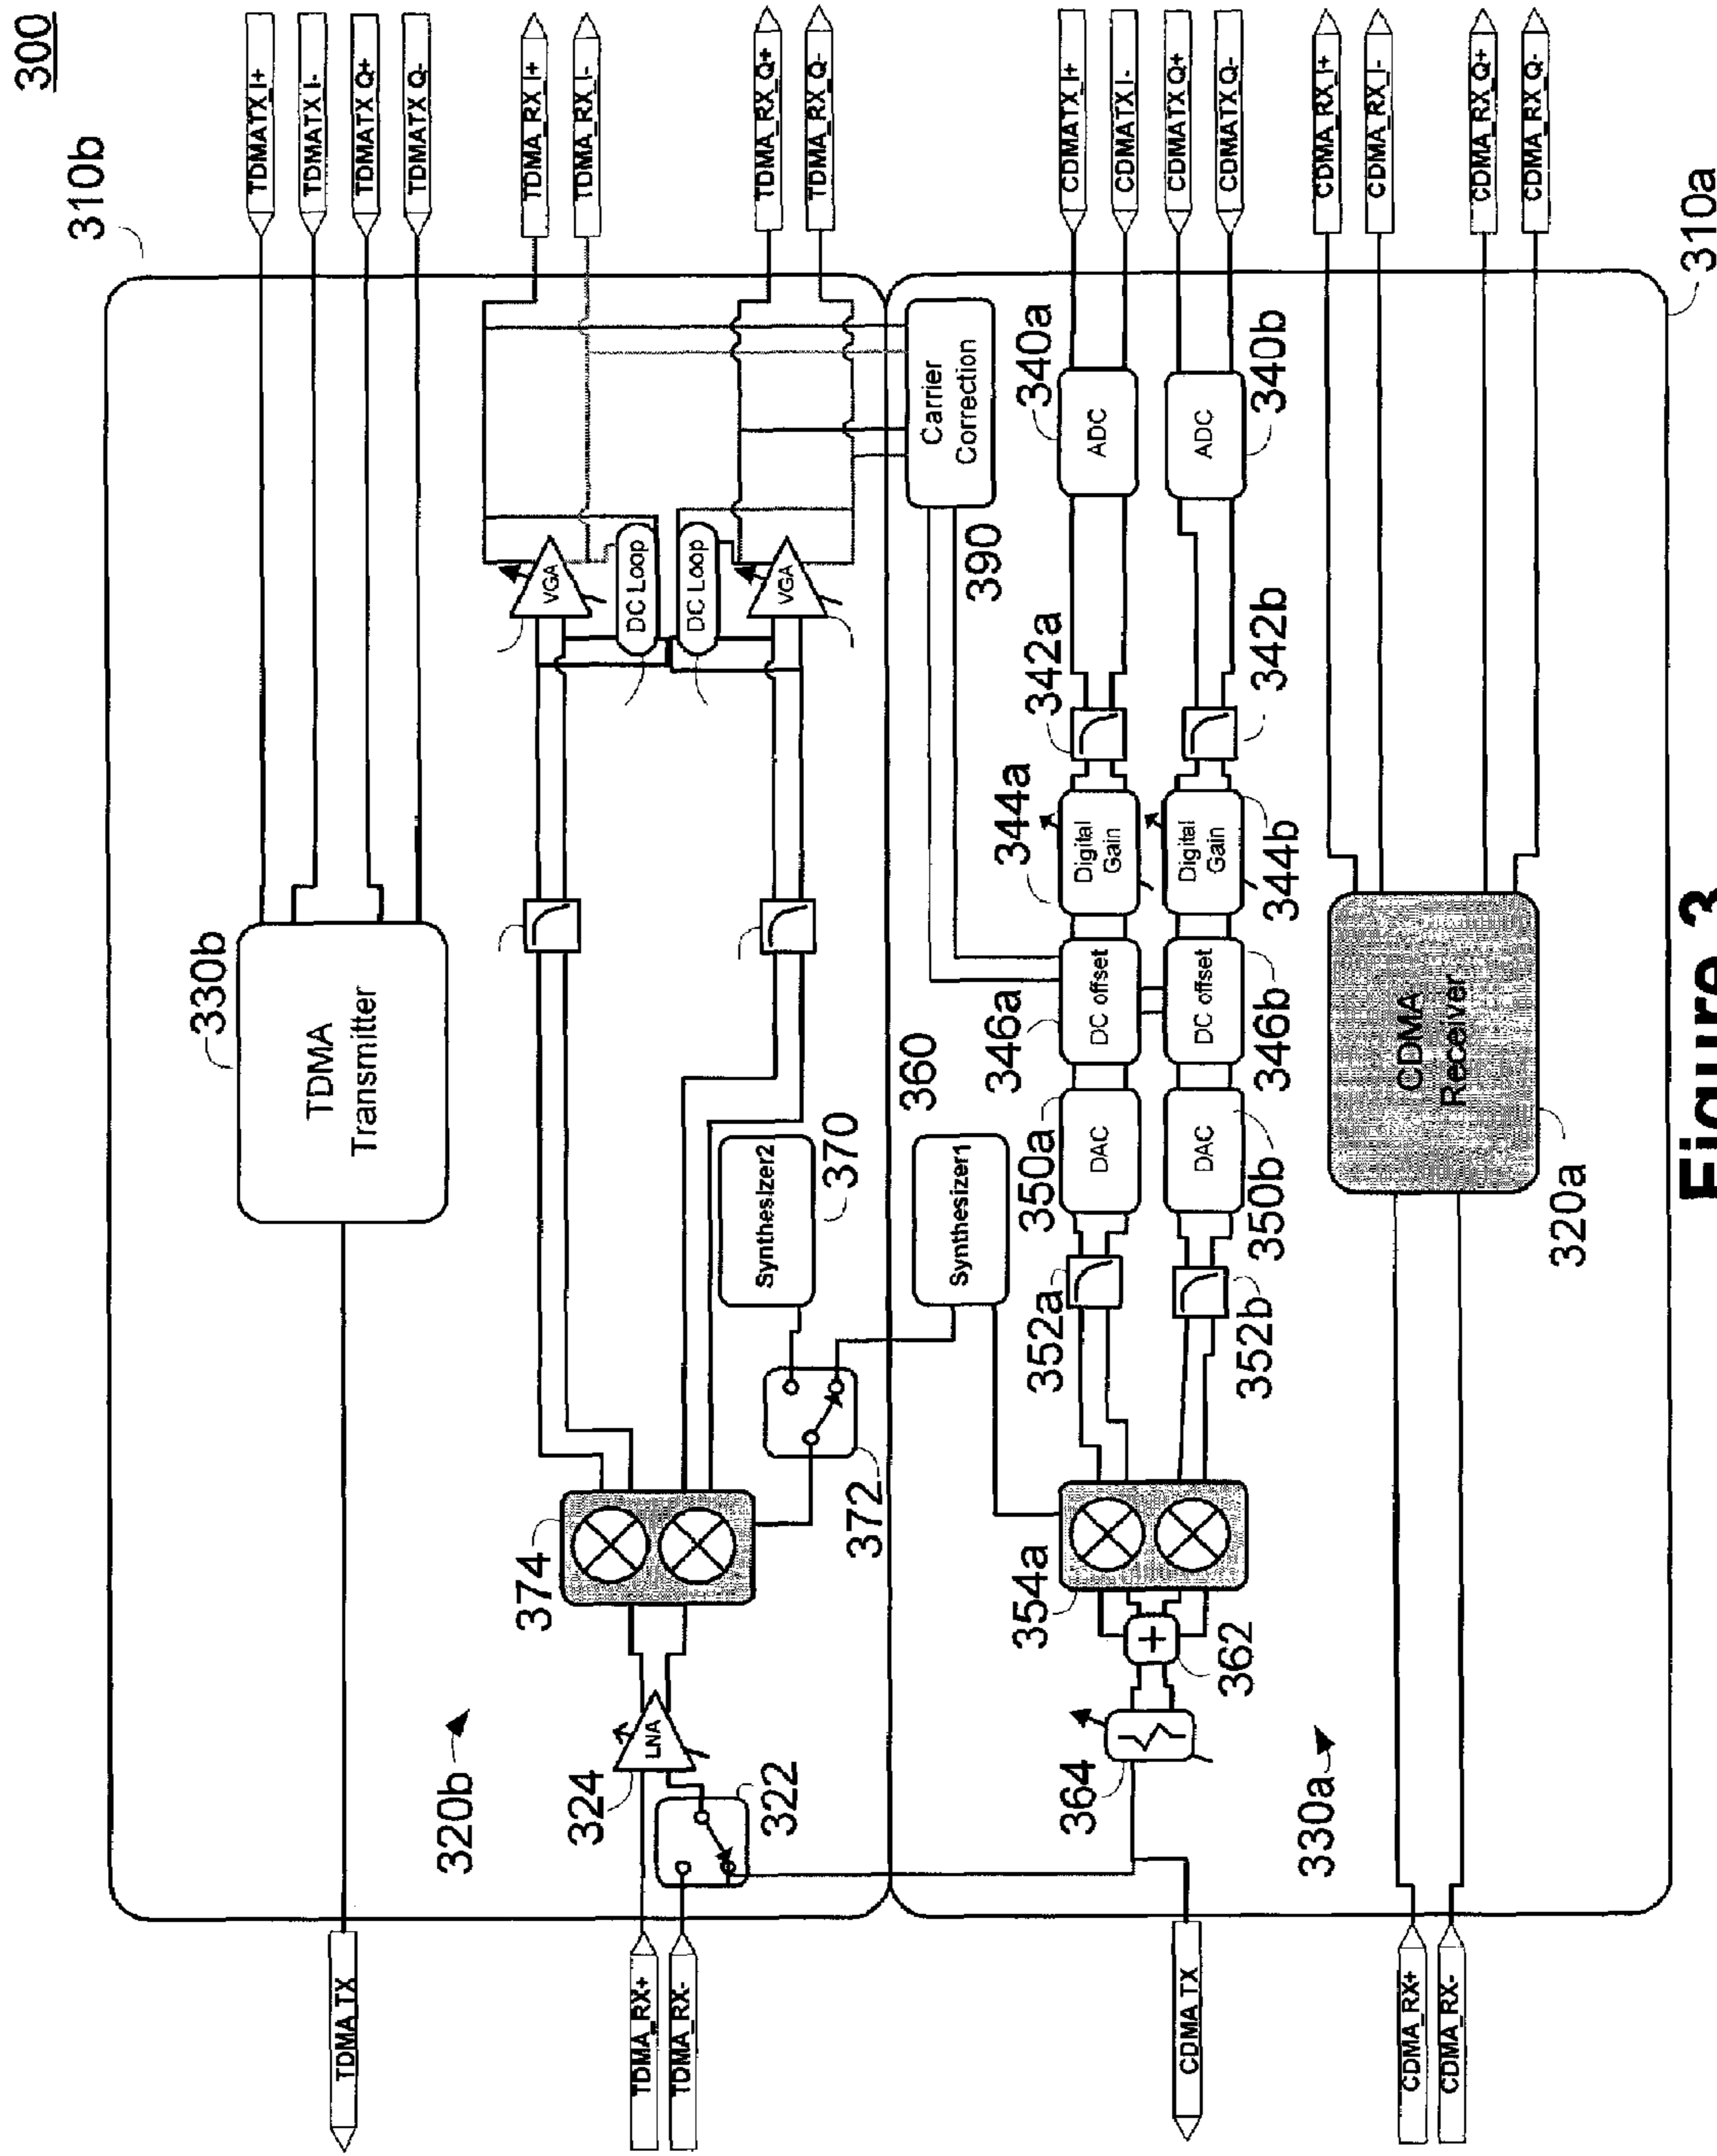 300
310b
TDMATX I+
TDMATX I-
TDMATX Q+
TDMATX Q-
TDMA_RX_I+
TDMA_RX_I-
TDMA_RX_Q+
TDMA_RX_Q-
CDMATX I+
CDMATX I-
CDMATX Q+
CDMATX Q-
CDMA_RX_I+
CDMA_RX_I-
CDMA_RX_Q+
CDMA_RX_Q-
310a
330b
TDMA
Transmitter
VGA
DC Loop
DC Loop
VGA
Carrier
Correction
390
340a
ADC
ADC
340b
342a
342b
344a
Digital
Gain
Digital
Gain
344b
346a
DC offset
DC offset
346b
350a
DAC
DAC
350b
352a
352b
Synthesizer2
370
Synthesizer1
360
372
374
354a
362
364
320b
LNA
324
322
330a
CDMA
Receiver
320a
TDMA TX
TDMA_RX+
TDMA_RX-
CDMA TX
CDMA_RX+
CDMA_RX-
Figure 3